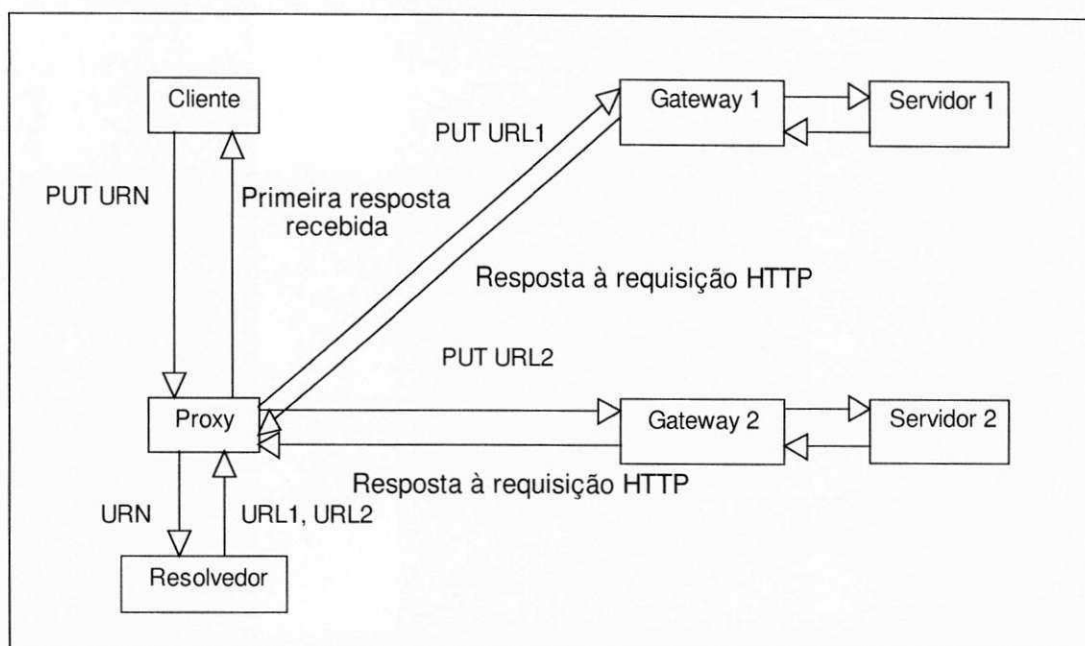 Cliente
Gateway 1
Servidor 1
PUT URL1
PUT URN
Primeira resposta
recebida
Resposta à requisição HTTP
PUT URL2
Proxy
Gateway 2
Servidor 2
Resposta à requisição HTTP
URN
URL1, URL2
Resolvedor